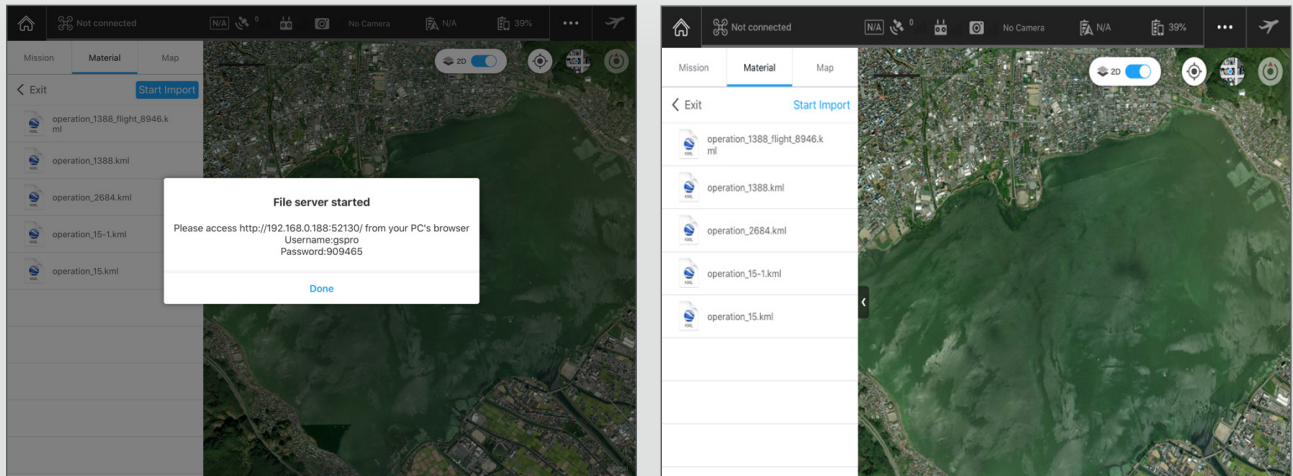 Not connected
N/A
0
No Camera
N/A
39%
Mission
Material
Map
2D
Exit
Start Import
operation_1388_flight_8946.k
ml
operation_1388.kml
operation_2684.kml
operation_15-1.kml
operation_15.kml
File server started
Please access http://192.168.0.188:52130/ from your PC's browser
Username:gspro
Password:909465
Done
Not connected
N/A
0
No Camera
N/A
39%
Mission
Material
Map
2D
Exit
Start Import
operation_1388_flight_8946.k
ml
operation_1388.kml
operation_2684.kml
operation_15-1.kml
operation_15.kml